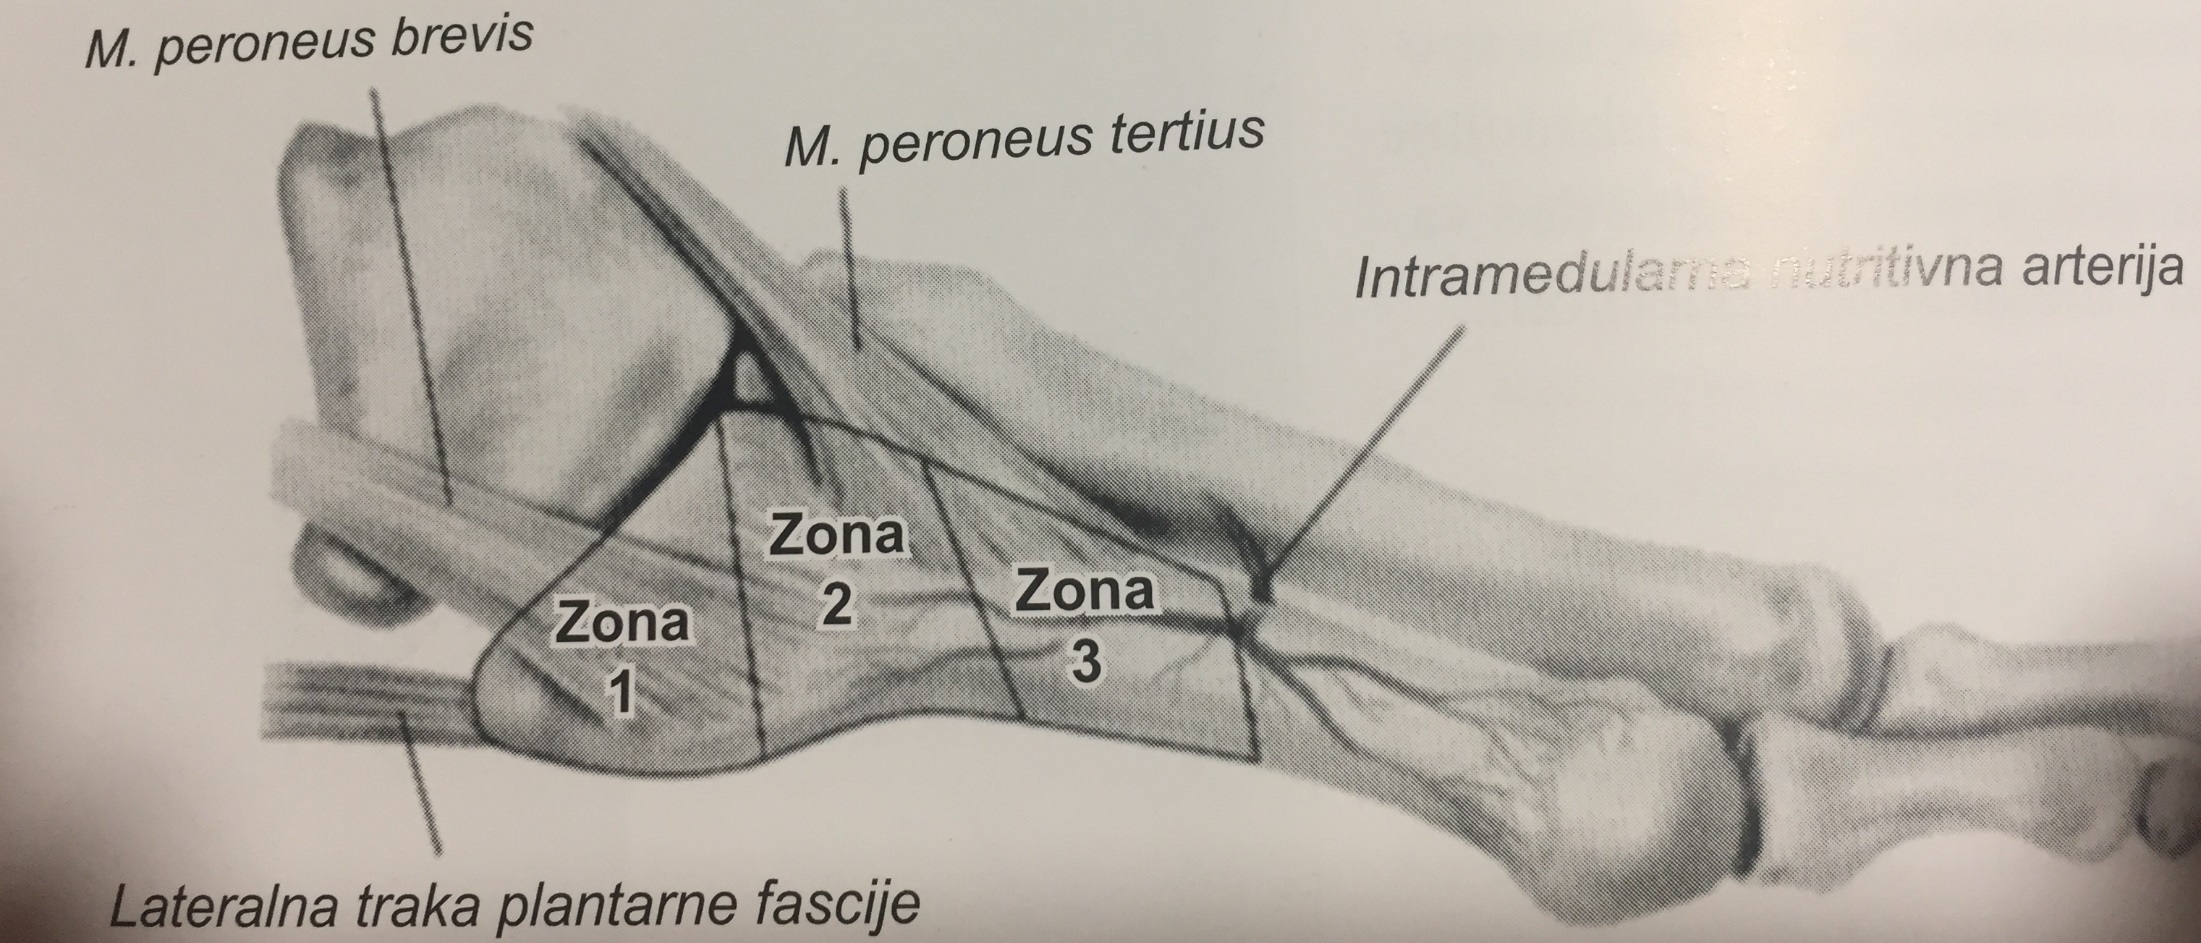 M. peroneus brevis
M. peroneus tertius
Intramedularna nutritivna arterija
Zona
2
Zona
3
Zona
1
Lateralna traka plantarne fascije